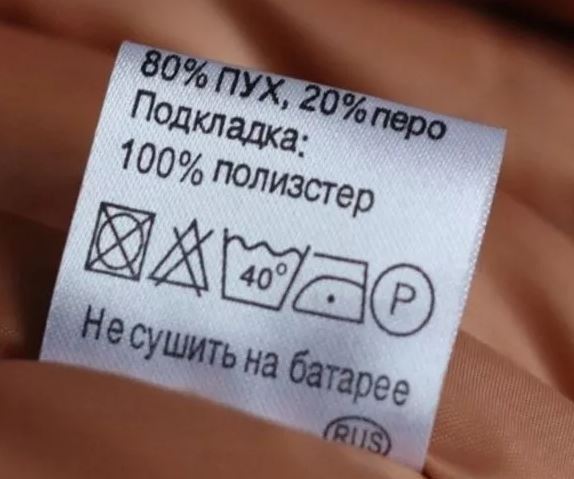 80% ПУХ, 20% перо
Подкладка:
100% полизстер
40°
P
Не сушить на батарее
RUS